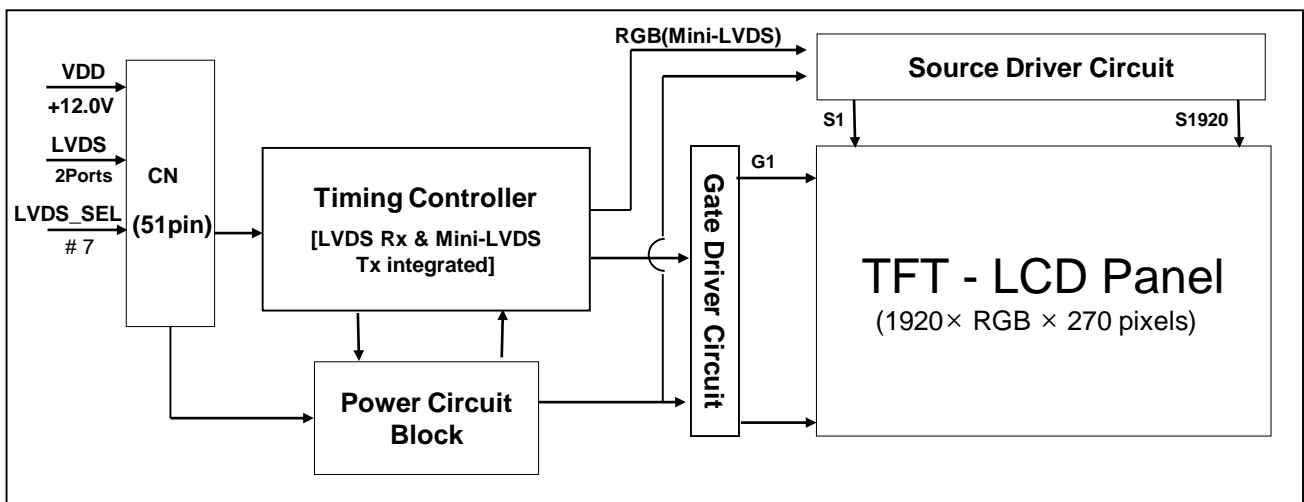 VDD
+12.0V
LVDS
2Ports
LVDS_SEL
# 7
CN
(51pin)
Timing Controller
[LVDS Rx & Mini-LVDS
Tx integrated]
Power Circuit
Block
RGB(Mini-LVDS)
Source Driver Circuit
S1
S1920
Gate Driver Circuit
G1
TFT - LCD Panel
(1920× RGB × 270 pixels)